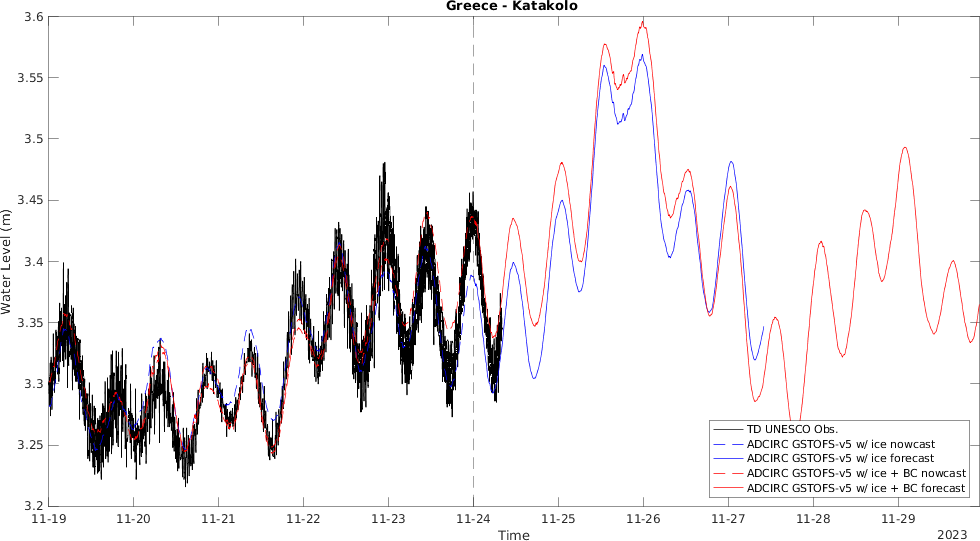 Greece - Katakolo
3.6
3.55
3.5
3.45
3.4
3.35
3.3
3.25
3.2
Water Level (m)
11-19 11-20 11-21 11-22 11-23 11-24 11-25 11-26 11-27 11-28 11-29
Time
2023
TD UNESCO Obs.
ADCIRC GSTOFS-v5 w/ ice nowcast
ADCIRC GSTOFS-v5 w/ ice forecast
ADCIRC GSTOFS-v5 w/ ice + BC nowcast
ADCIRC GSTOFS-v5 w/ ice + BC forecast